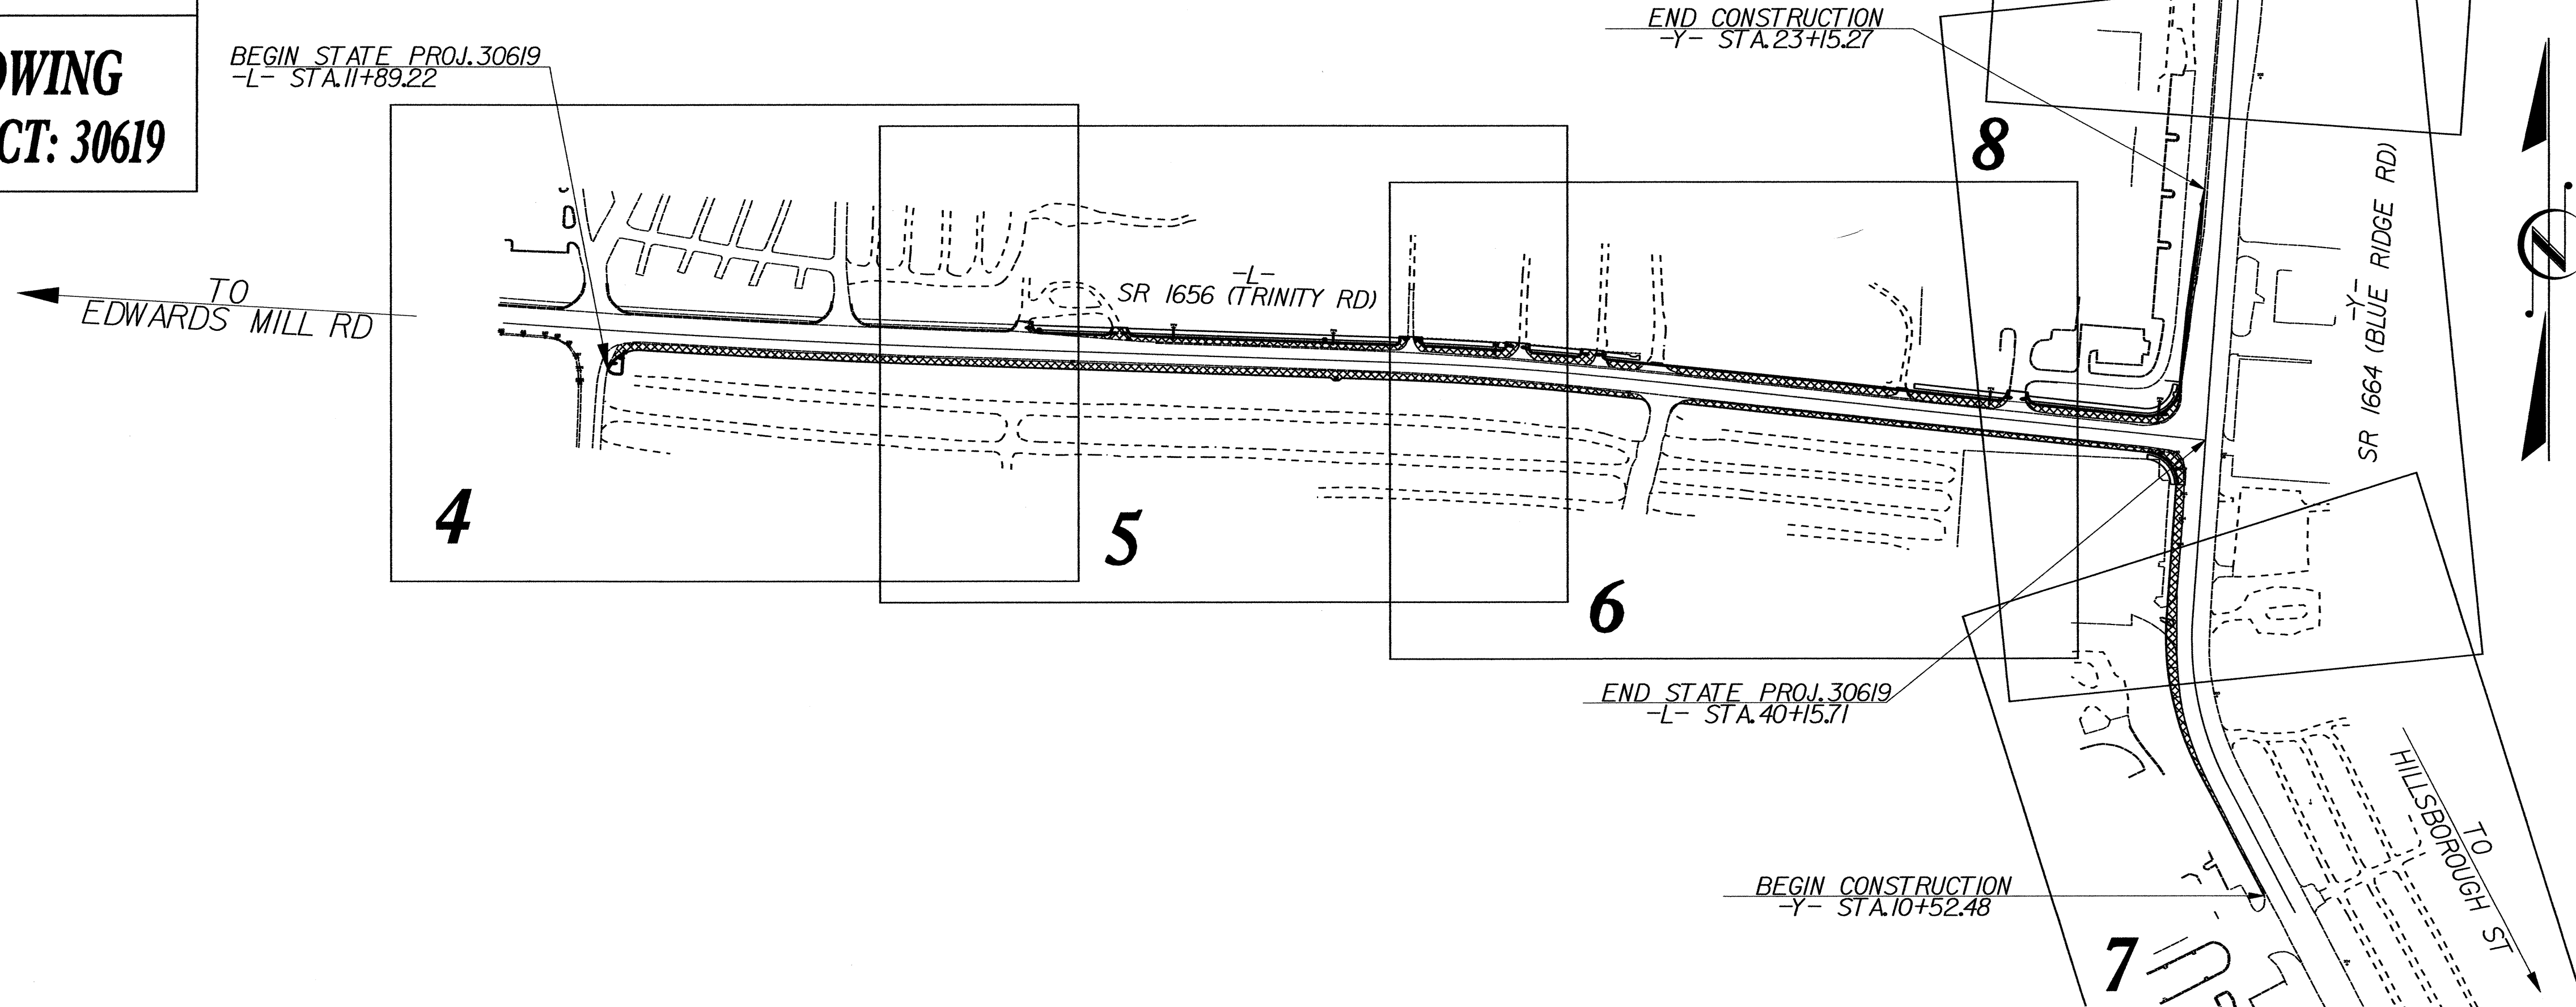 OWING
CT: 30619
BEGIN STATE PROJ. 30619
-L- STA. 11+89.22
END CONSTRUCTION
-Y- STA. 23+15.27
8
TO
EDWARDS MILL RD
-L-
SR 1656 (TRINITY RD)
-Y-
SR 1664 (BLUE RIDGE RD)
N
4
5
6
END STATE PROJ. 30619
-L- STA. 40+15.71
BEGIN CONSTRUCTION
-Y- STA. 10+52.48
TO
HILLSBOROUGH ST
7